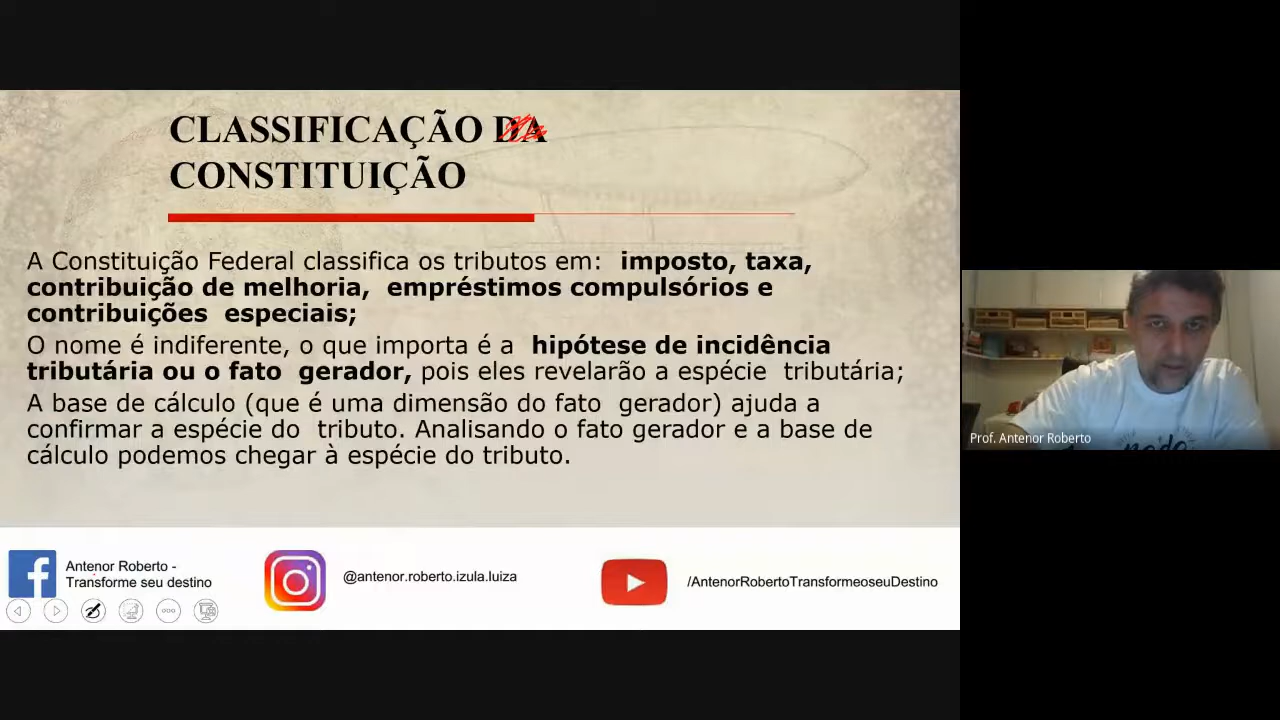 CLASSIFICAÇÃO DA
CONSTITUIÇÃO
A Constituição Federal classifica os tributos em: imposto, taxa,
contribuição de melhoria, empréstimos compulsórios e
contribuições especiais;
O nome é indiferente, o que importa é a hipótese de incidência
tributária ou o fato gerador, pois eles revelarão a espécie tributária;
A base de cálculo (que é uma dimensão do fato gerador) ajuda a
confirmar a espécie do tributo. Analisando o fato gerador e a base de
cálculo podemos chegar à espécie do tributo.
Antenor Roberto -
Transforme seu destino
@antenor.roberto.izula.luiza
/AntenorRobertoTransformeoseuDestino
Prof. Antenor Roberto